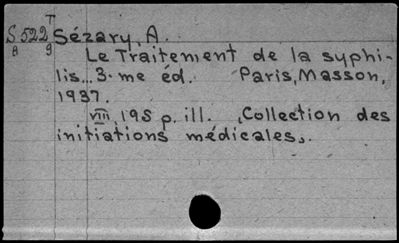 T
S 522 Sézary, A.
A 9 Le Traitement de la syphi-
lis... 3-me éd. Paris, Masson,
1937.
VIII, 195 p. ill. „Collection des
initiations médicales„.